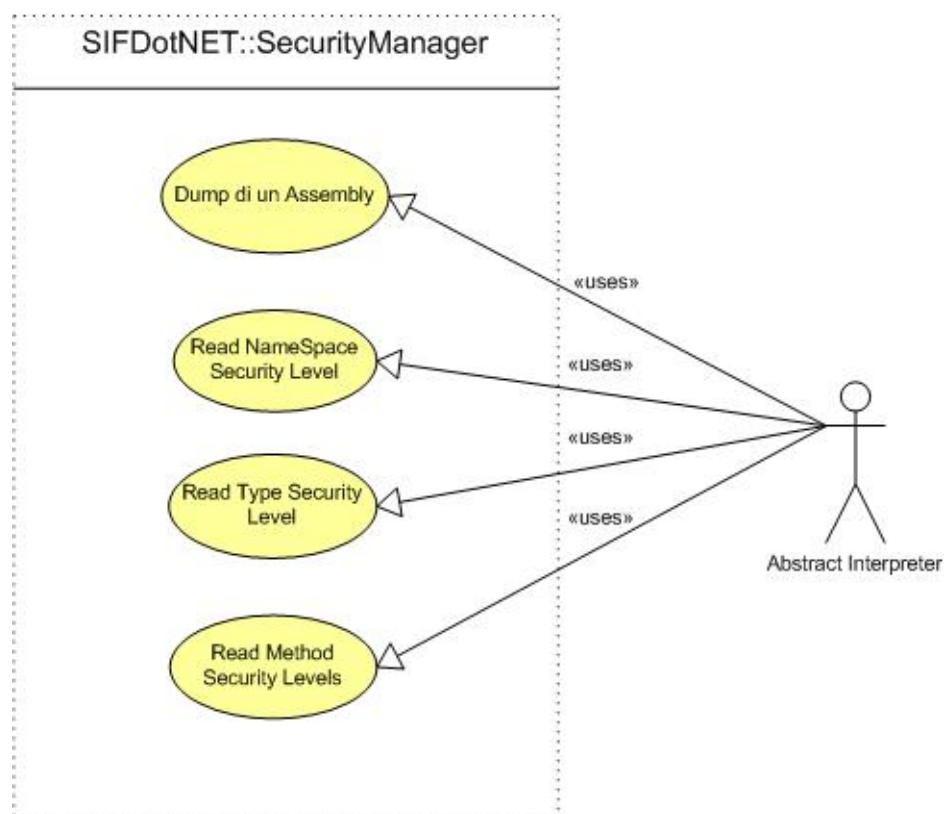 SIFDotNET::SecurityManager
Dump di un Assembly
«uses»
Read NameSpace
Security Level
«uses»
«uses»
Read Type Security
Level
«uses»
Abstract Interpreter
Read Method
Security Levels